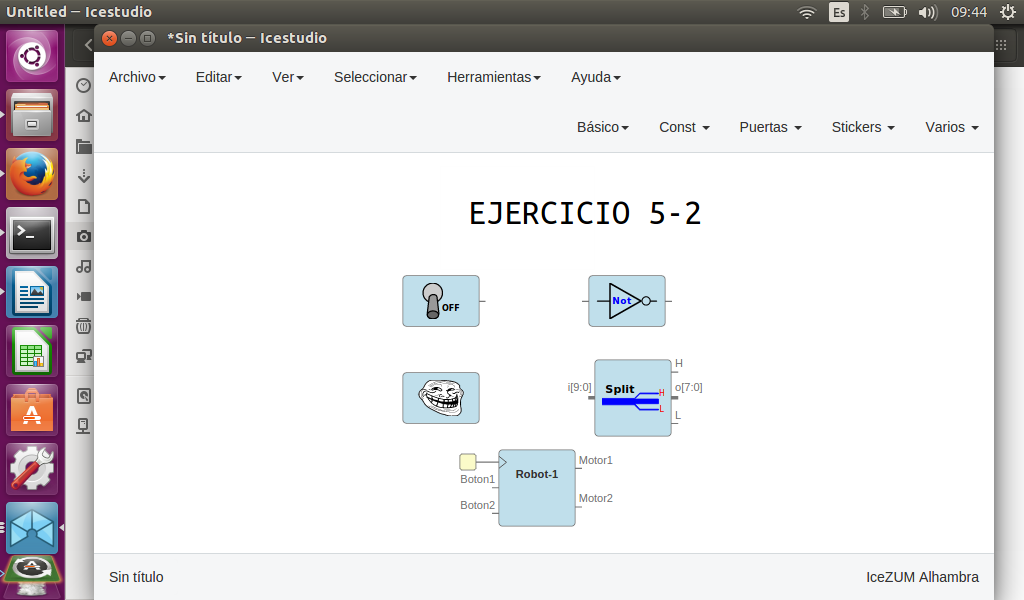 Untitled – Icestudio
Es
09:44
*Sin título – Icestudio
Archivo Editar Ver Seleccionar Herramientas Ayuda
Básico Const Puertas Stickers Varios
EJERCICIO 5-2
OFF
Not
H
i[9:0] Split H o[7:0]
L
L
Robot-1
Motor1
Boton1
Motor2
Boton2
Sin título
IceZUM Alhambra